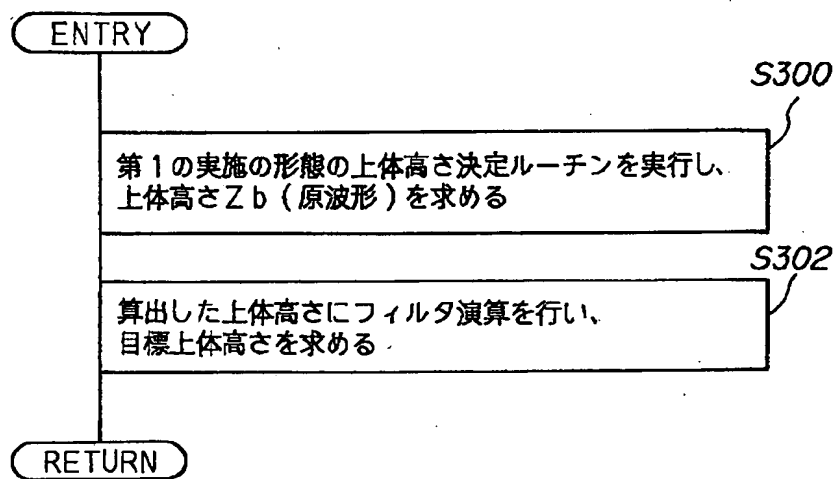 ENTRY
S300
第1の実施の形態の上体高さ決定ルーチンを実行し、
上体高さZb(原波形)を求める
S302
算出した上体高さにフィルタ演算を行い、
目標上体高さを求める
RETURN